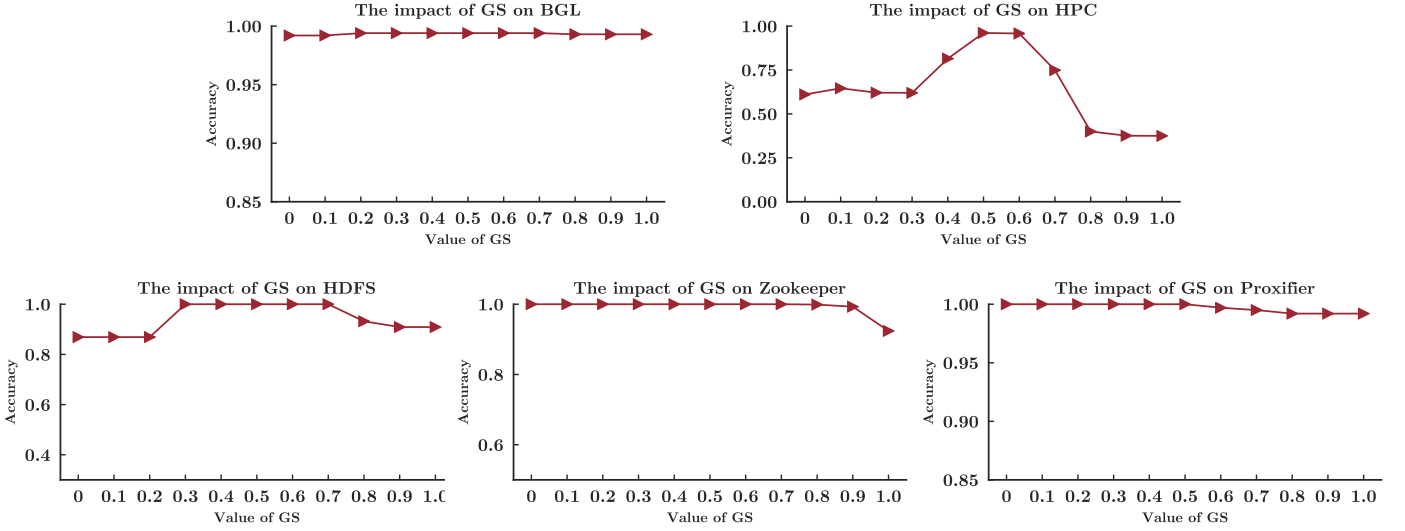 The impact of GS on BGL
1.00
0.95
0.90
0.85
Accuracy
0 0.1 0.2 0.3 0.4 0.5 0.6 0.7 0.8 0.9 1.0
Value of GS
The impact of GS on HPC
1.00
0.75
0.50
0.25
0.00
Accuracy
0 0.1 0.2 0.3 0.4 0.5 0.6 0.7 0.8 0.9 1.0
Value of GS
The impact of GS on HDFS
1.0
0.8
0.6
0.4
Accuracy
0 0.1 0.2 0.3 0.4 0.5 0.6 0.7 0.8 0.9 1.0
Value of GS
The impact of GS on Zookeeper
1.0
0.8
0.6
Accuracy
0 0.1 0.2 0.3 0.4 0.5 0.6 0.7 0.8 0.9 1.0
Value of GS
The impact of GS on Proxifier
1.00
0.95
0.90
0.85
Accuracy
0 0.1 0.2 0.3 0.4 0.5 0.6 0.7 0.8 0.9 1.0
Value of GS